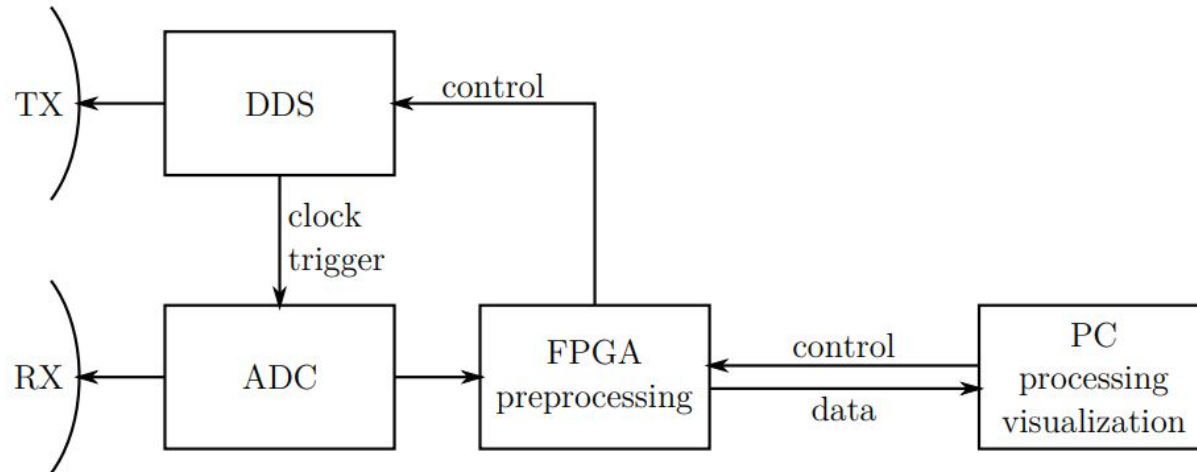 TX
DDS
control
clock
trigger
RX
ADC
FPGA
preprocessing
control
data
PC
processing
visualization